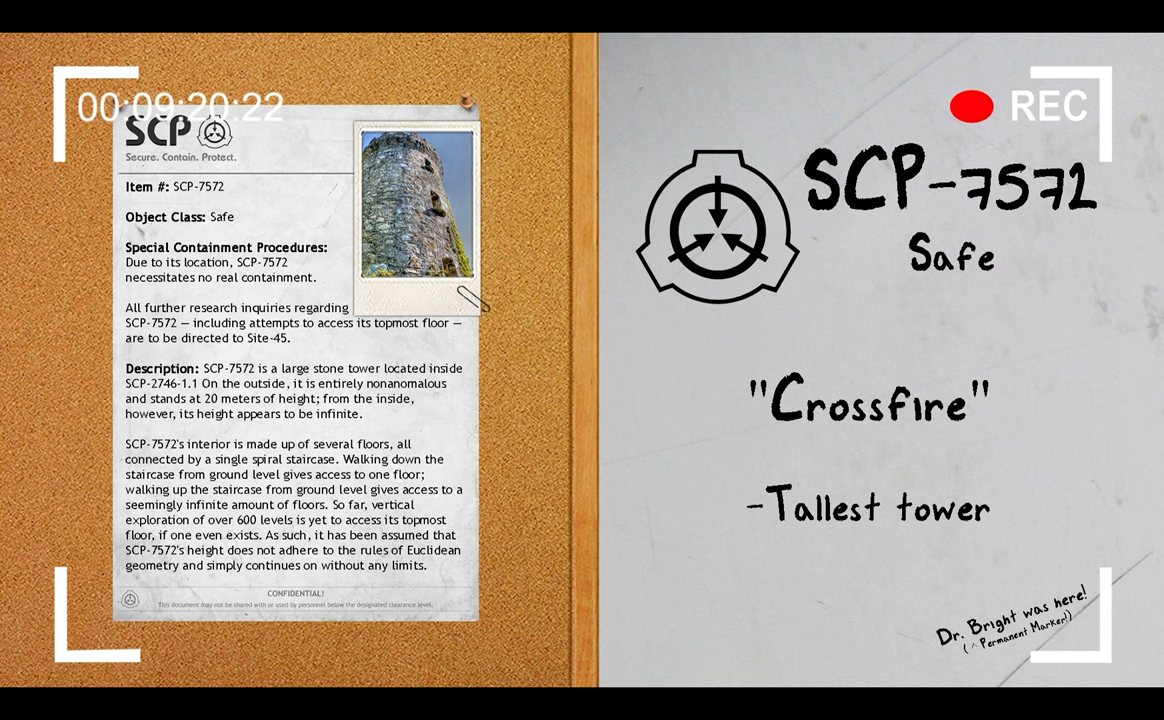 00:09:20:22
REC
SCP
Secure. Contain. Protect.
Item #: SCP-7572
Object Class: Safe
Special Containment Procedures:
Due to its location, SCP-7572
necessitates no real containment.
All further research inquiries regarding
SCP-7572 — including attempts to access its topmost floor —
are to be directed to Site-45.
Description: SCP-7572 is a large stone tower located inside
SCP-2746-1.1 On the outside, it is entirely nonanomalous
and stands at 20 meters of height; from the inside,
however, its height appears to be infinite.
SCP-7572's interior is made up of several floors, all
connected by a single spiral staircase. Walking down the
staircase from ground level gives access to one floor;
walking up the staircase from ground level gives access to a
seemingly infinite amount of floors. So far, vertical
exploration of over 600 levels is yet to access its topmost
floor, if one even exists. As such, it has been assumed that
SCP-7572's height does not adhere to the rules of Euclidean
geometry and simply continues on without any limits.
CONFIDENTIAL!
This document may not be shared with or used by personnel below the designated clearance level.
SCP-7572
Safe
"Crossfire"
-Tallest tower
Dr. Bright was here!
(^ Permanent Marker!)